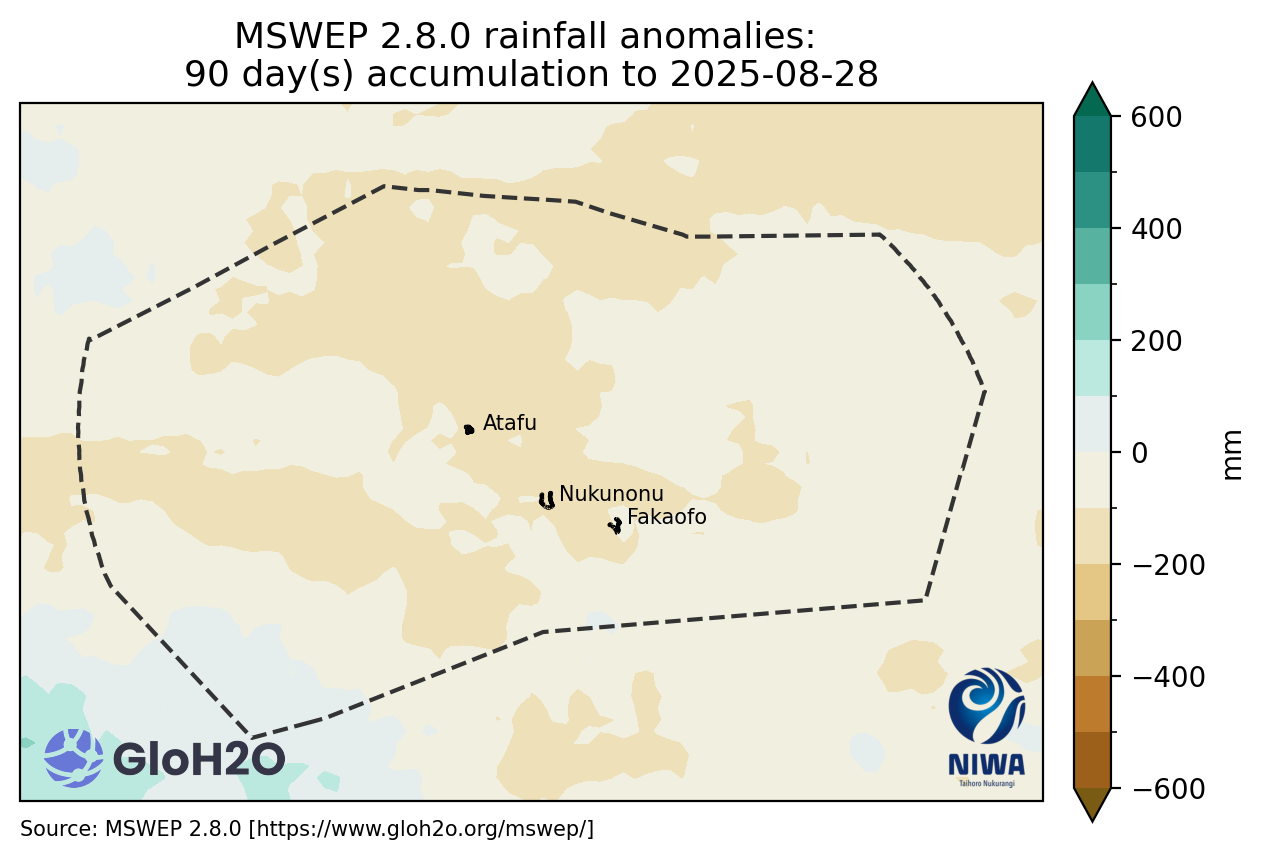 MSWEP 2.8.0 rainfall anomalies:
90 day(s) accumulation to 2025-08-28
600
400
200
0
−200
−400
−600
mm
Atafu
Nukunonu
Fakaofo
GloH2O
NIWA
Taihoro Nukurangi
Source: MSWEP 2.8.0 [https://www.gloh2o.org/mswep/]